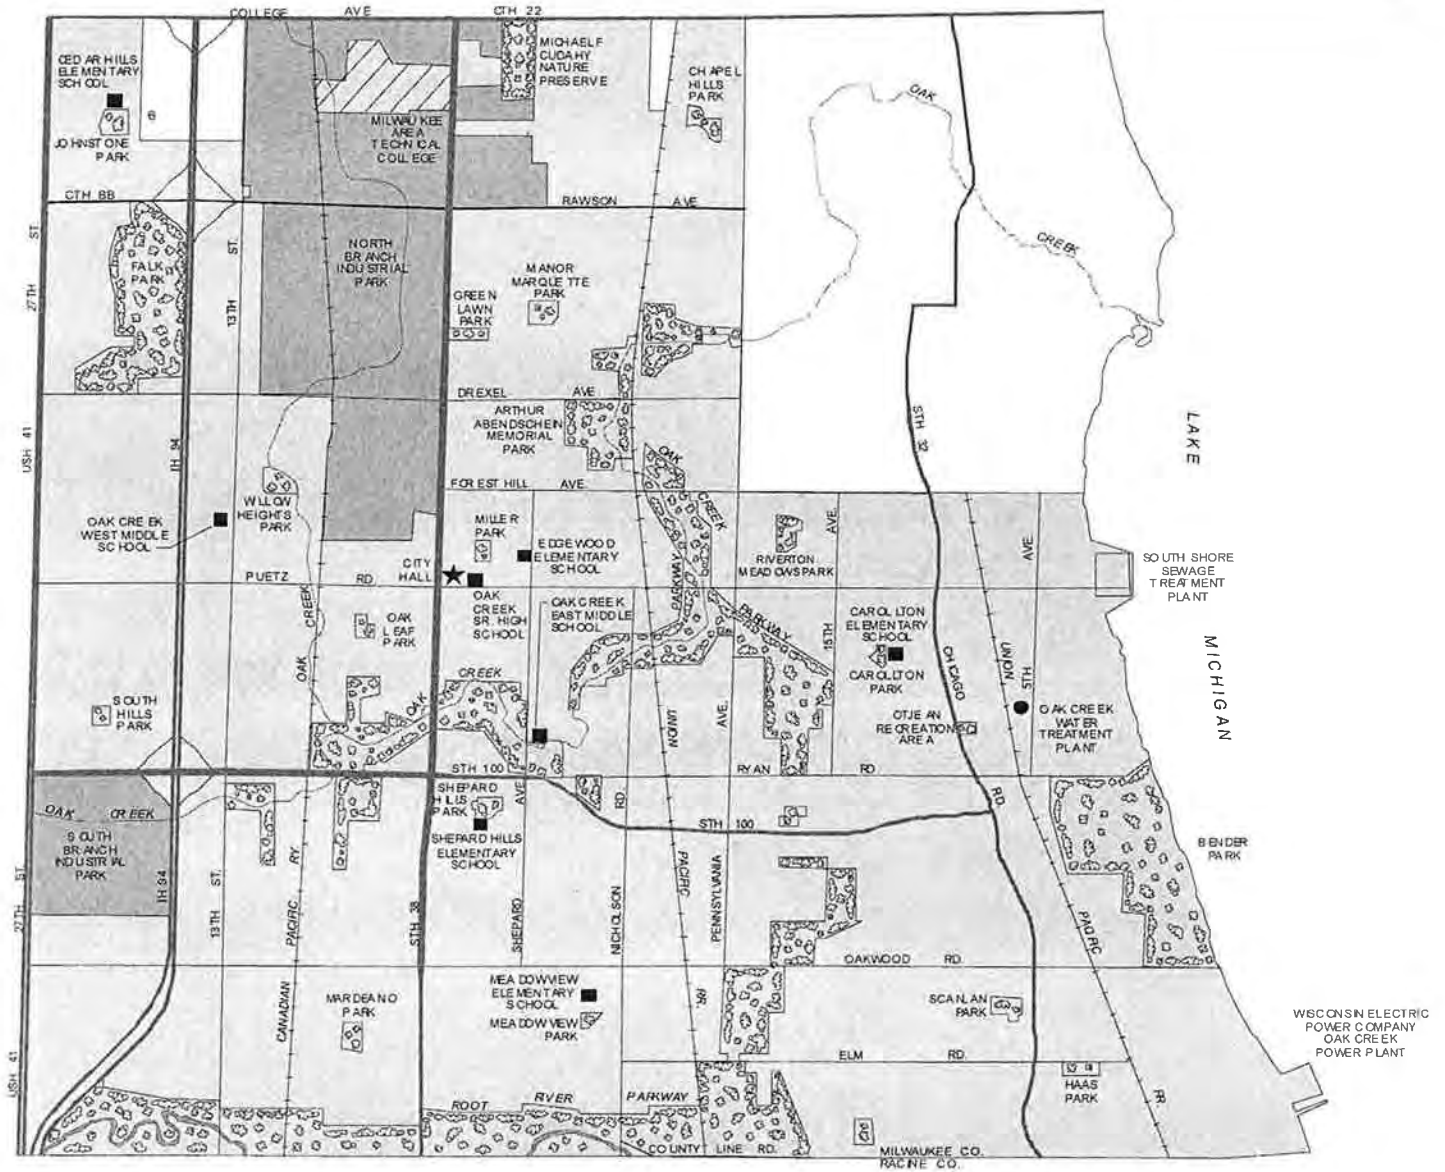 COLLEGE AVE CTH 22
CEDAR HILLS
ELEMENTARY
SCHOOL
JOHNSTONE
PARK
6
MILWAUKEE
AREA
TECHNICAL
COLLEGE
MICHAEL F
CUDAHY
NATURE
PRESERVE
CHAPEL
HILLS
PARK
OAK
CREEK
CTH BB
RAWSON AVE
27TH ST.
13TH ST.
FALK
PARK
NORTH
BRANCH
INDUSTRIAL
PARK
GREEN
LAWN
PARK
MANOR
MARQUETTE
PARK
DREXEL AVE
ARTHUR
ABENDSCHEIN
MEMORIAL
PARK
USH 41
IH 94
STH 32
LAKE
MICHIGAN
OAK CREEK
PARKWAY
FOREST HILL AVE.
WILLOW
HEIGHTS
PARK
OAK CREEK
WEST MIDDLE
SCHOOL
MILLER
PARK
EDGEWOOD
ELEMENTARY
SCHOOL
CITY
HALL
RIVERTON
MEADOWS PARK
15TH AVE.
5TH AVE
SOUTH SHORE
SEWAGE
TREATMENT
PLANT
PUETZ RD.
OAK
CREEK
SR. HIGH
SCHOOL
OAK CREEK
EAST MIDDLE
SCHOOL
OAK
LEAF
PARK
OAK CREEK
PARKWAY
CAROLLTON
ELEMENTARY
SCHOOL
CAROLLTON
PARK
CHICAGO RD.
UNION PACIFIC RR
SOUTH
HILLS
PARK
OAK CREEK
UNION PACIFIC RR.
OTJEAN
RECREATION
AREA
OAK CREEK
WATER
TREATMENT
PLANT
STH 100
RYAN RD
OAK CREEK
SOUTH
BRANCH
INDUSTRIAL
PARK
SHEPARD
HILLS
PARK
SHEPARD HILLS
ELEMENTARY
SCHOOL
STH 100
BENDER
PARK
27TH ST.
IH 94
13TH ST.
CANADIAN PACIFIC RY
STH 38
SHEPARD AVE
NICHOLSON RD.
PENNSYLVANIA AVE.
OAKWOOD RD.
MARDEANO
PARK
MEADOWVIEW
ELEMENTARY
SCHOOL
MEADOWVIEW
PARK
SCANLAN
PARK
WISCONSIN ELECTRIC
POWER COMPANY
OAK CREEK
POWER PLANT
ELM RD.
USH 41
HAAS
PARK
ROOT RIVER PARKWAY
COUNTY LINE RD.
MILWAUKEE CO.
RACINE CO.